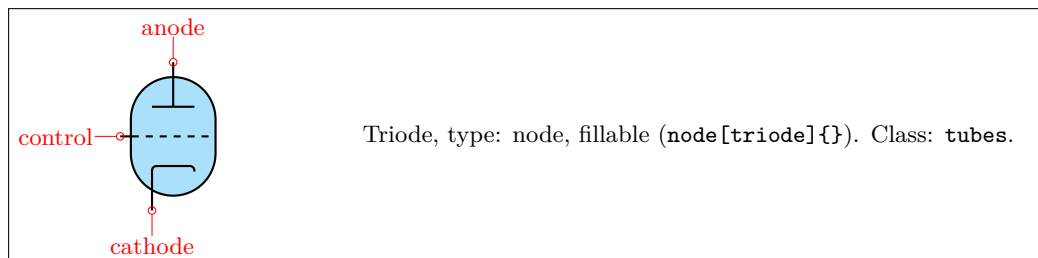 anode
control
Triode, type: node, fillable (node[triode]{}). Class: tubes.
cathode